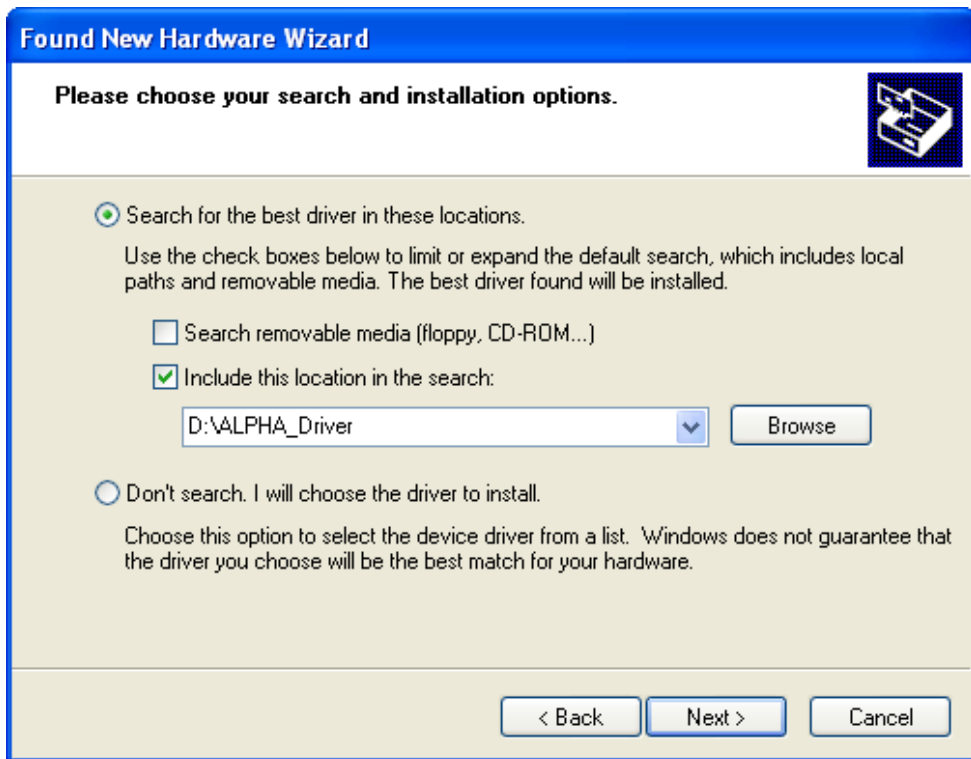 Found New Hardware Wizard
Please choose your search and installation options.
Search for the best driver in these locations.
Use the check boxes below to limit or expand the default search, which includes local
paths and removable media. The best driver found will be installed.
Search removable media (floppy, CD-ROM...)
Include this location in the search:
D:\ALPHA_Driver
Browse
Don't search. I will choose the driver to install.
Choose this option to select the device driver from a list.  Windows does not guarantee that
the driver you choose will be the best match for your hardware.
< Back
Next >
Cancel